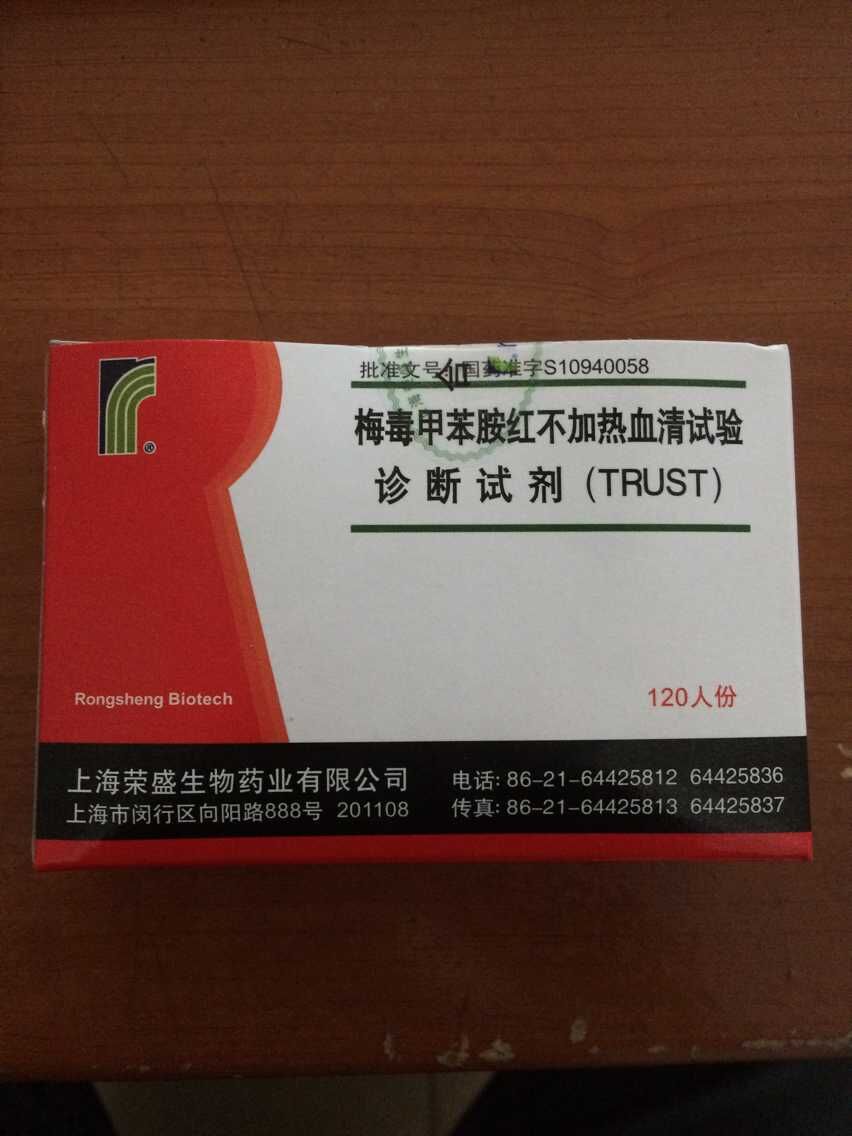 批准文号：国药准字S10940058
合
梅毒甲苯胺红不加热血清试验
诊断试剂（TRUST）
®
Rongsheng Biotech
120人份
上海荣盛生物药业有限公司
上海市闵行区向阳路888号 201108
电话: 86-21-64425812 64425836
传真: 86-21-64425813 64425837